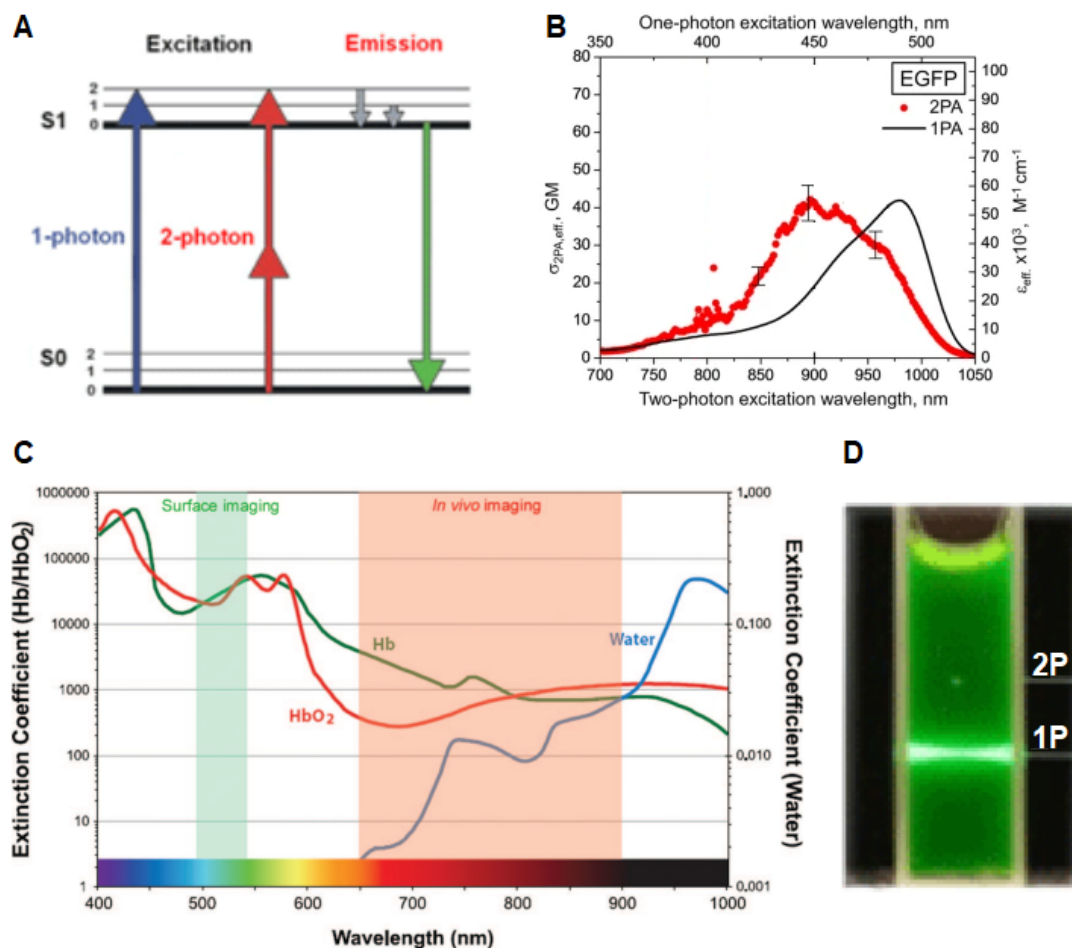 A
Excitation
Emission
2
1
0
S1
1-photon
2-photon
2
1
0
S0
B
One-photon excitation wavelength, nm
350
400
450
500
80
70
60
50
40
30
20
10
0
σ2PA,eff., GM
EGFP
2PA
1PA
100
90
80
70
60
50
40
30
20
10
0
εeff. x10³, M⁻¹ cm⁻¹
700
750
800
850
900
950
1000
1050
Two-photon excitation wavelength, nm
C
Extinction Coefficient (Hb/HbO₂)
1000000
100000
10000
1000
100
10
1
Surface imaging
In vivo imaging
Hb
HbO₂
Water
1.000
0.100
0.010
0.001
Extinction Coefficient (Water)
400
500
600
700
800
900
1000
Wavelength (nm)
D
2P
1P